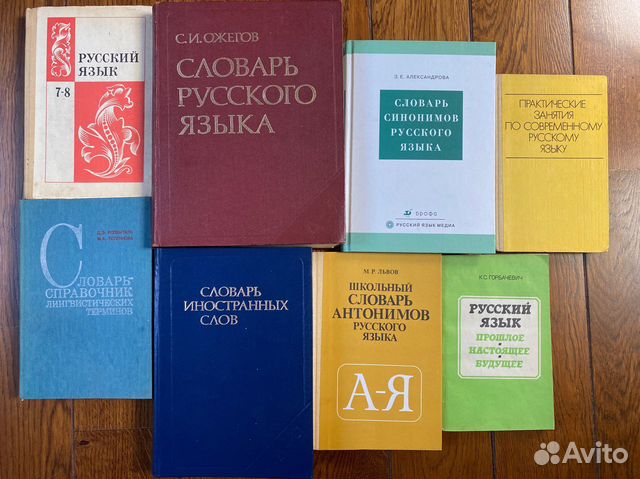 РУССКИЙ
ЯЗЫК
7-8
С.И. ОЖЕГОВ
СЛОВАРЬ
РУССКОГО
ЯЗЫКА
З. Е. АЛЕКСАНДРОВА
СЛОВАРЬ
СИНОНИМОВ
РУССКОГО
ЯЗЫКА
дрофа
РУССКИЙ ЯЗЫК МЕДИА
ПРАКТИЧЕСКИЕ
ЗАНЯТИЯ
ПО СОВРЕМЕННОМУ
РУССКОМУ
ЯЗЫКУ
Д.Э. РОЗЕНТАЛЬ
М.А. ТЕЛЕНКОВА
СЛОВАРЬ-
СПРАВОЧНИК
ЛИНГВИСТИЧЕСКИХ
ТЕРМИНОВ
СЛОВАРЬ
ИНОСТРАННЫХ
СЛОВ
М. Р. ЛЬВОВ
ШКОЛЬНЫЙ
СЛОВАРЬ
АНТОНИМОВ
РУССКОГО
ЯЗЫКА
А-Я
К.С. ГОРБАЧЕВИЧ
РУССКИЙ
ЯЗЫК
ПРОШЛОЕ
НАСТОЯЩЕЕ
БУДУЩЕЕ
Avito